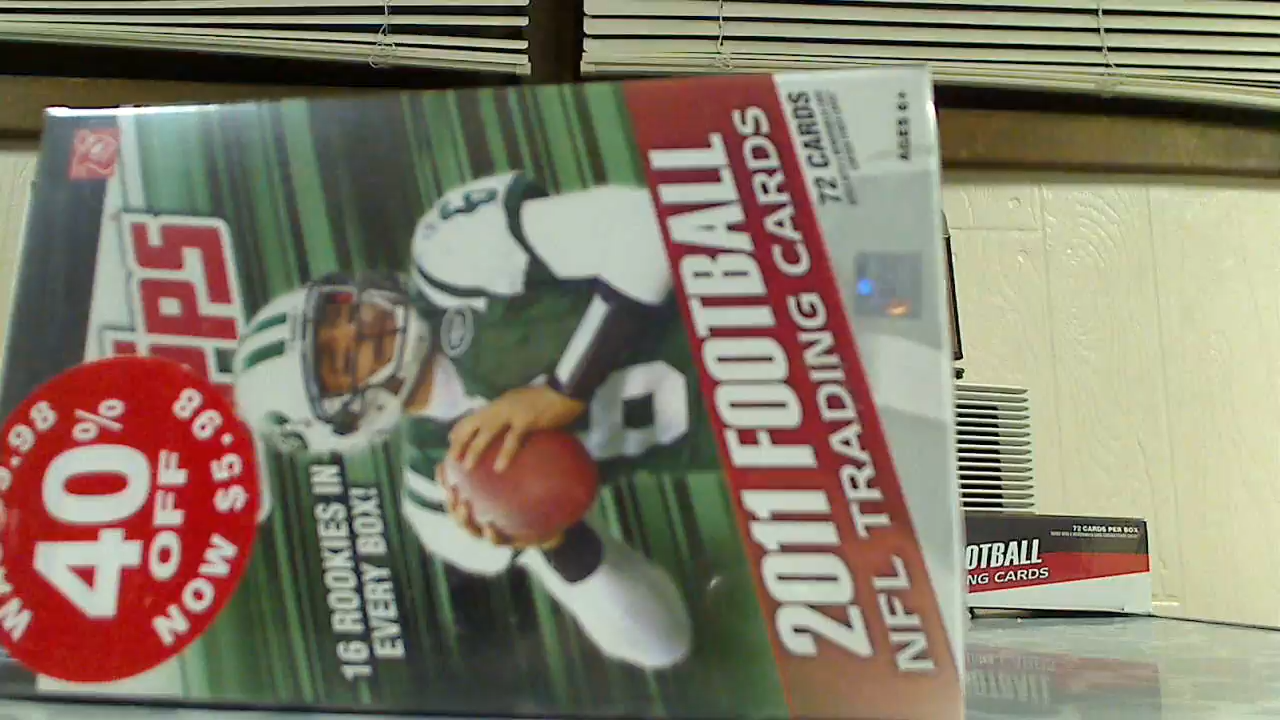 2011 FOOTBALL
NFL TRADING CARDS
72 CARDS
AGES 6+
16 ROOKIES IN
EVERY BOX!
40%
OFF
NOW $5.98
72 CARDS PER BOX
OTBALL
NG CARDS